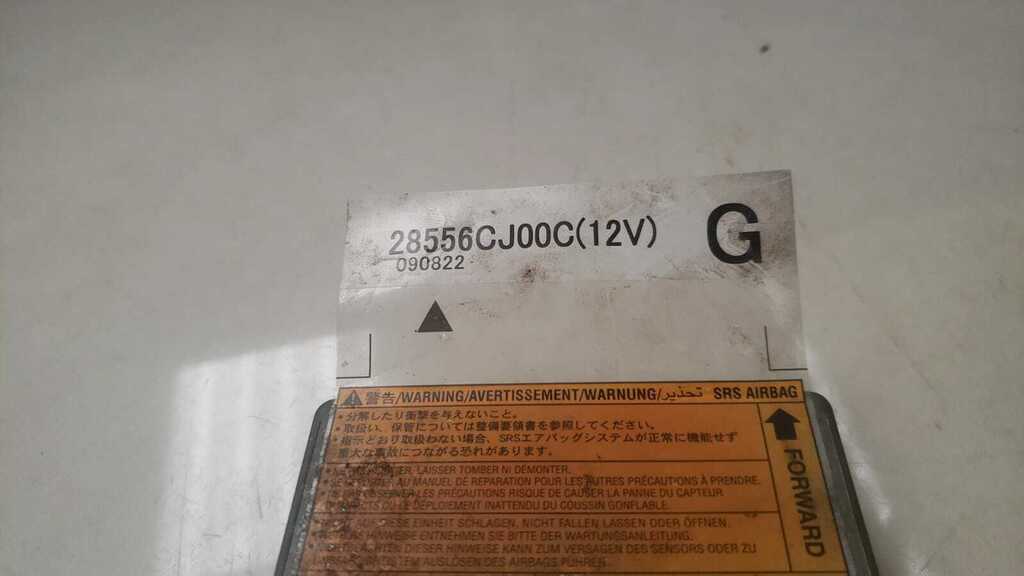 28556CJ00C(12V)
G
090822
警告/WARNING/AVERTISSEMENT/WARNUNG/تحذير SRS AIRBAG
・分解したり衝撃を与えないこと。
・取扱い、保管については整備要領書を参照してください。
・指示どおり取扱わない場合、SRSエアバッグシステムが正常に機能せず
重大な事故につながる恐れがあります。
LAISSER TOMBER NI DÉMONTER.
AU MANUEL DE REPARATION POUR LES AUTRES PRÉCAUTIONS À PRENDRE.
LES PRÉCAUTIONS RISQUE DE CAUSER LA PANNE DU CAPTEUR
OU LE DÉPLOIEMENT INATTENDU DU COUSSIN GONFLABLE.
EINHEIT SCHLAGEN, NICHT FALLEN LASSEN ODER ÖFFNEN.
HINWEISE ENTNEHMEN SIE BITTE DER WARTUNGSANLEITUNG.
DIESER HINWEISE KANN ZUM VERSAGEN DES SENSORS ODER ZU
AUSLÖSEN DES AIRBAGS FÜHREN.
FORWARD